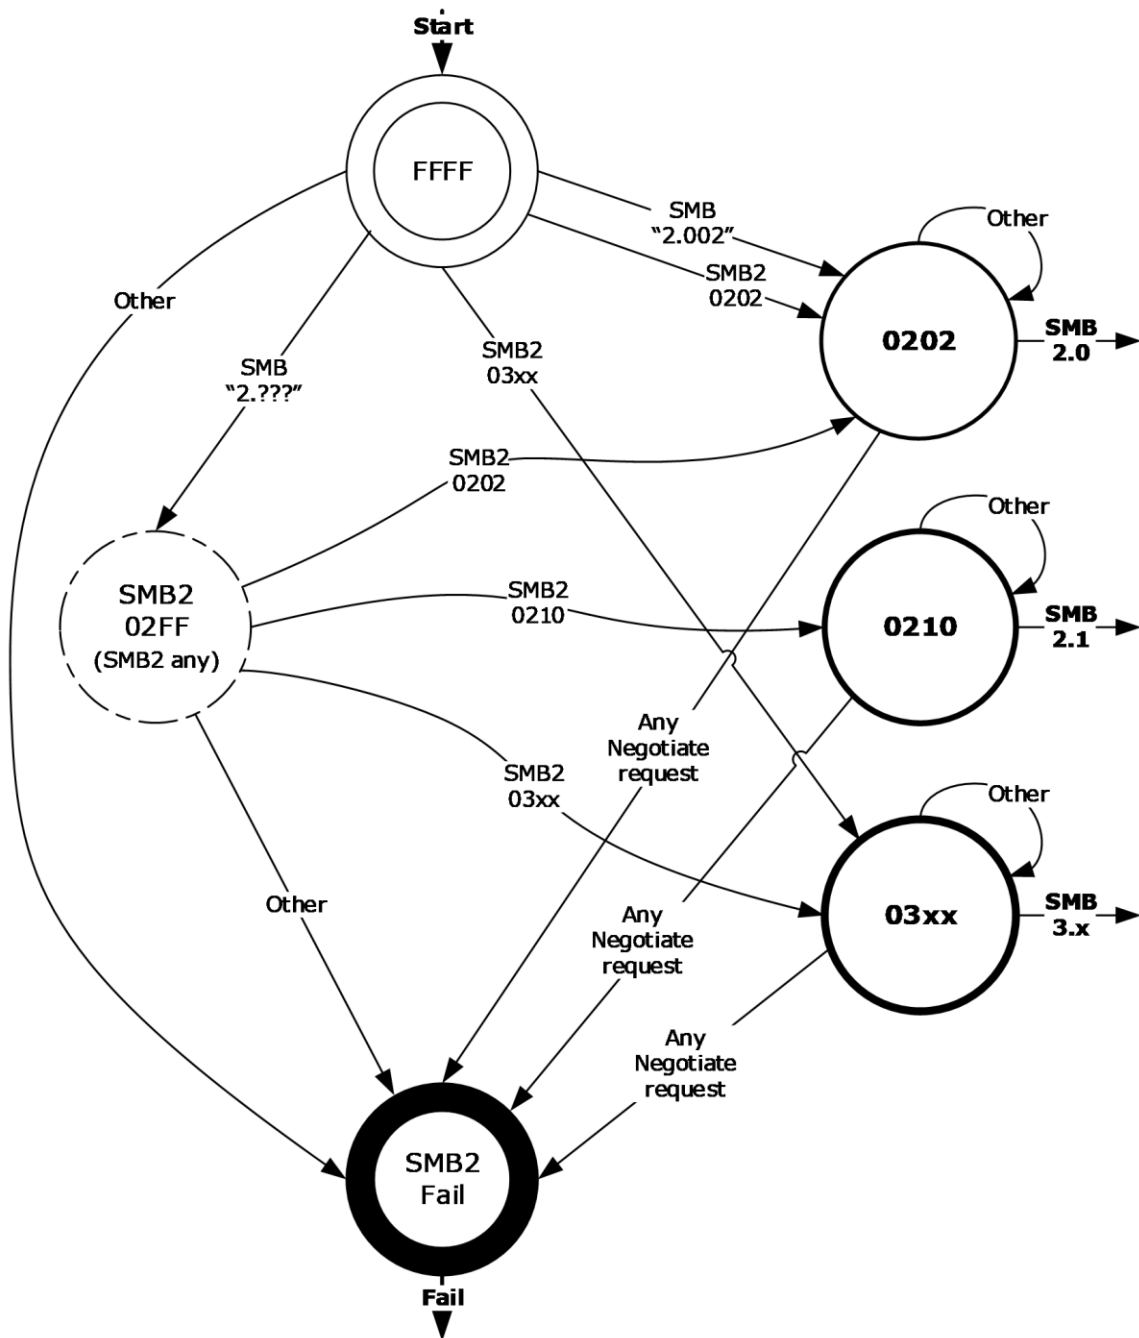 Start
FFFF
SMB
“2.002”
Other
SMB2
0202
Other
SMB
2.0
0202
SMB2
03xx
SMB
“2.???”
SMB2
0202
Other
SMB2
02FF
(SMB2 any)
SMB2
0210
0210
SMB
2.1
Any
Negotiate
request
SMB2
03xx
Other
Other
Any
Negotiate
request
03xx
SMB
3.x
Any
Negotiate
request
SMB2
Fail
Fail